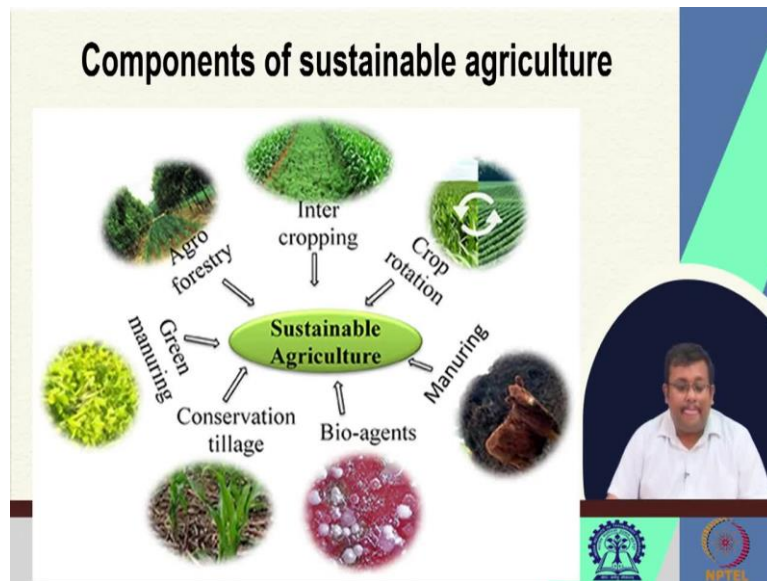 Components of sustainable agriculture
Inter
cropping
Agro
forestry
Crop
rotation
Green
manuring
Sustainable
Agriculture
Manuring
Conservation
tillage
Bio-agents
NPTEL